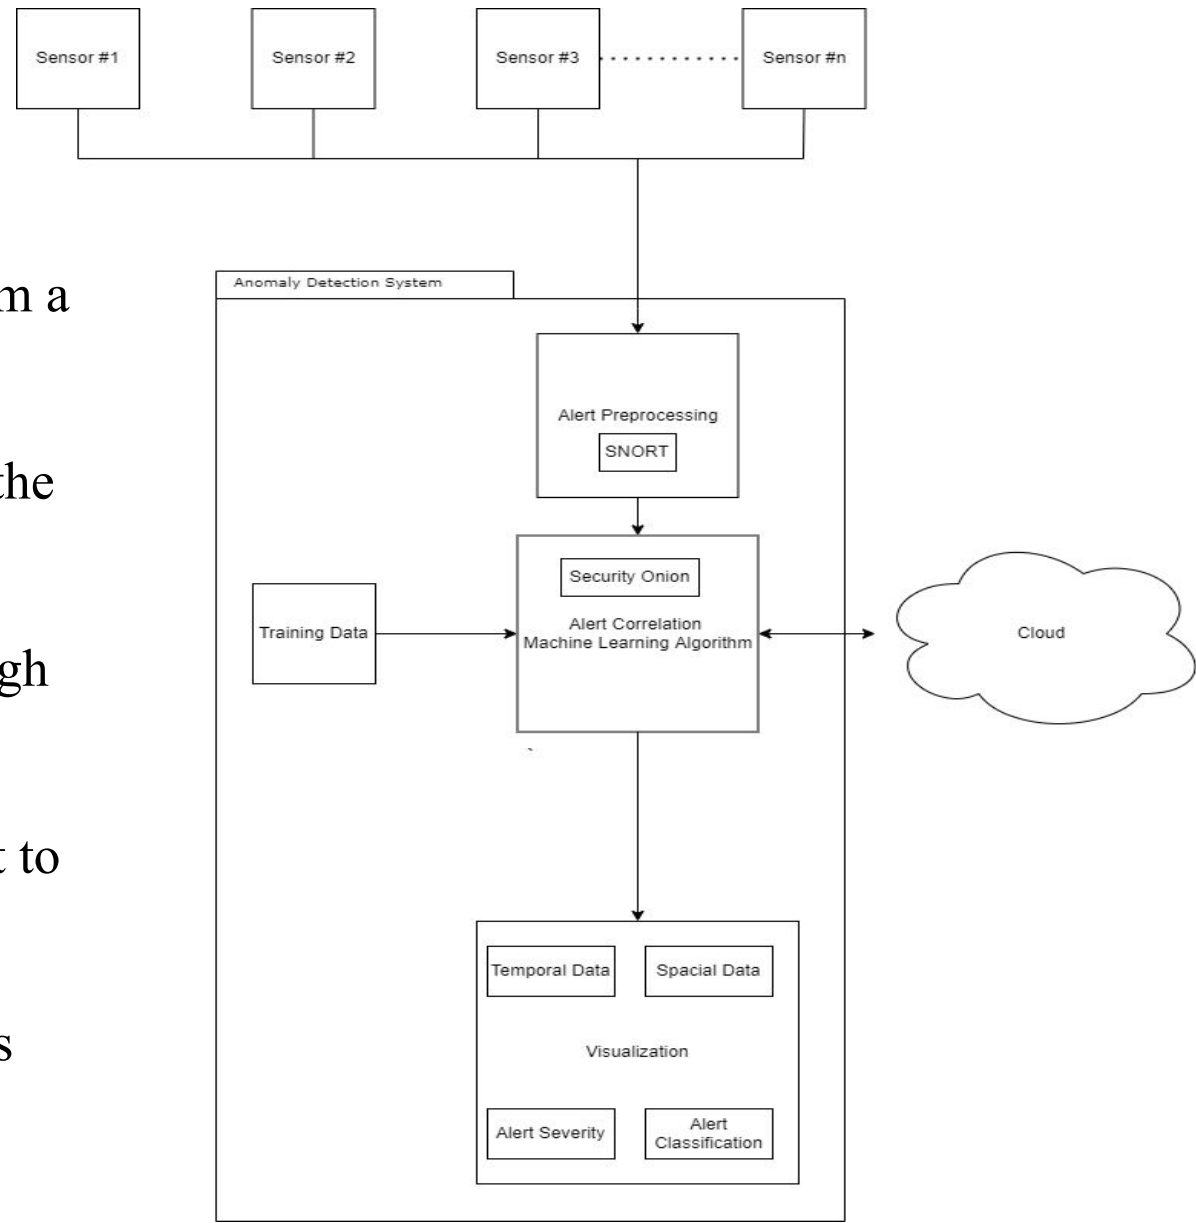 Sensor #1
Sensor #2
Sensor #3
Sensor #n
Anomaly Detection System
m a
Alert Preprocessing
SNORT
the
Security Onion
Alert Correlation
Machine Learning Algorithm
Training Data
Cloud
gh
`
t to
Temporal Data
Spacial Data
s
Visualization
Alert Severity
Alert
Classification